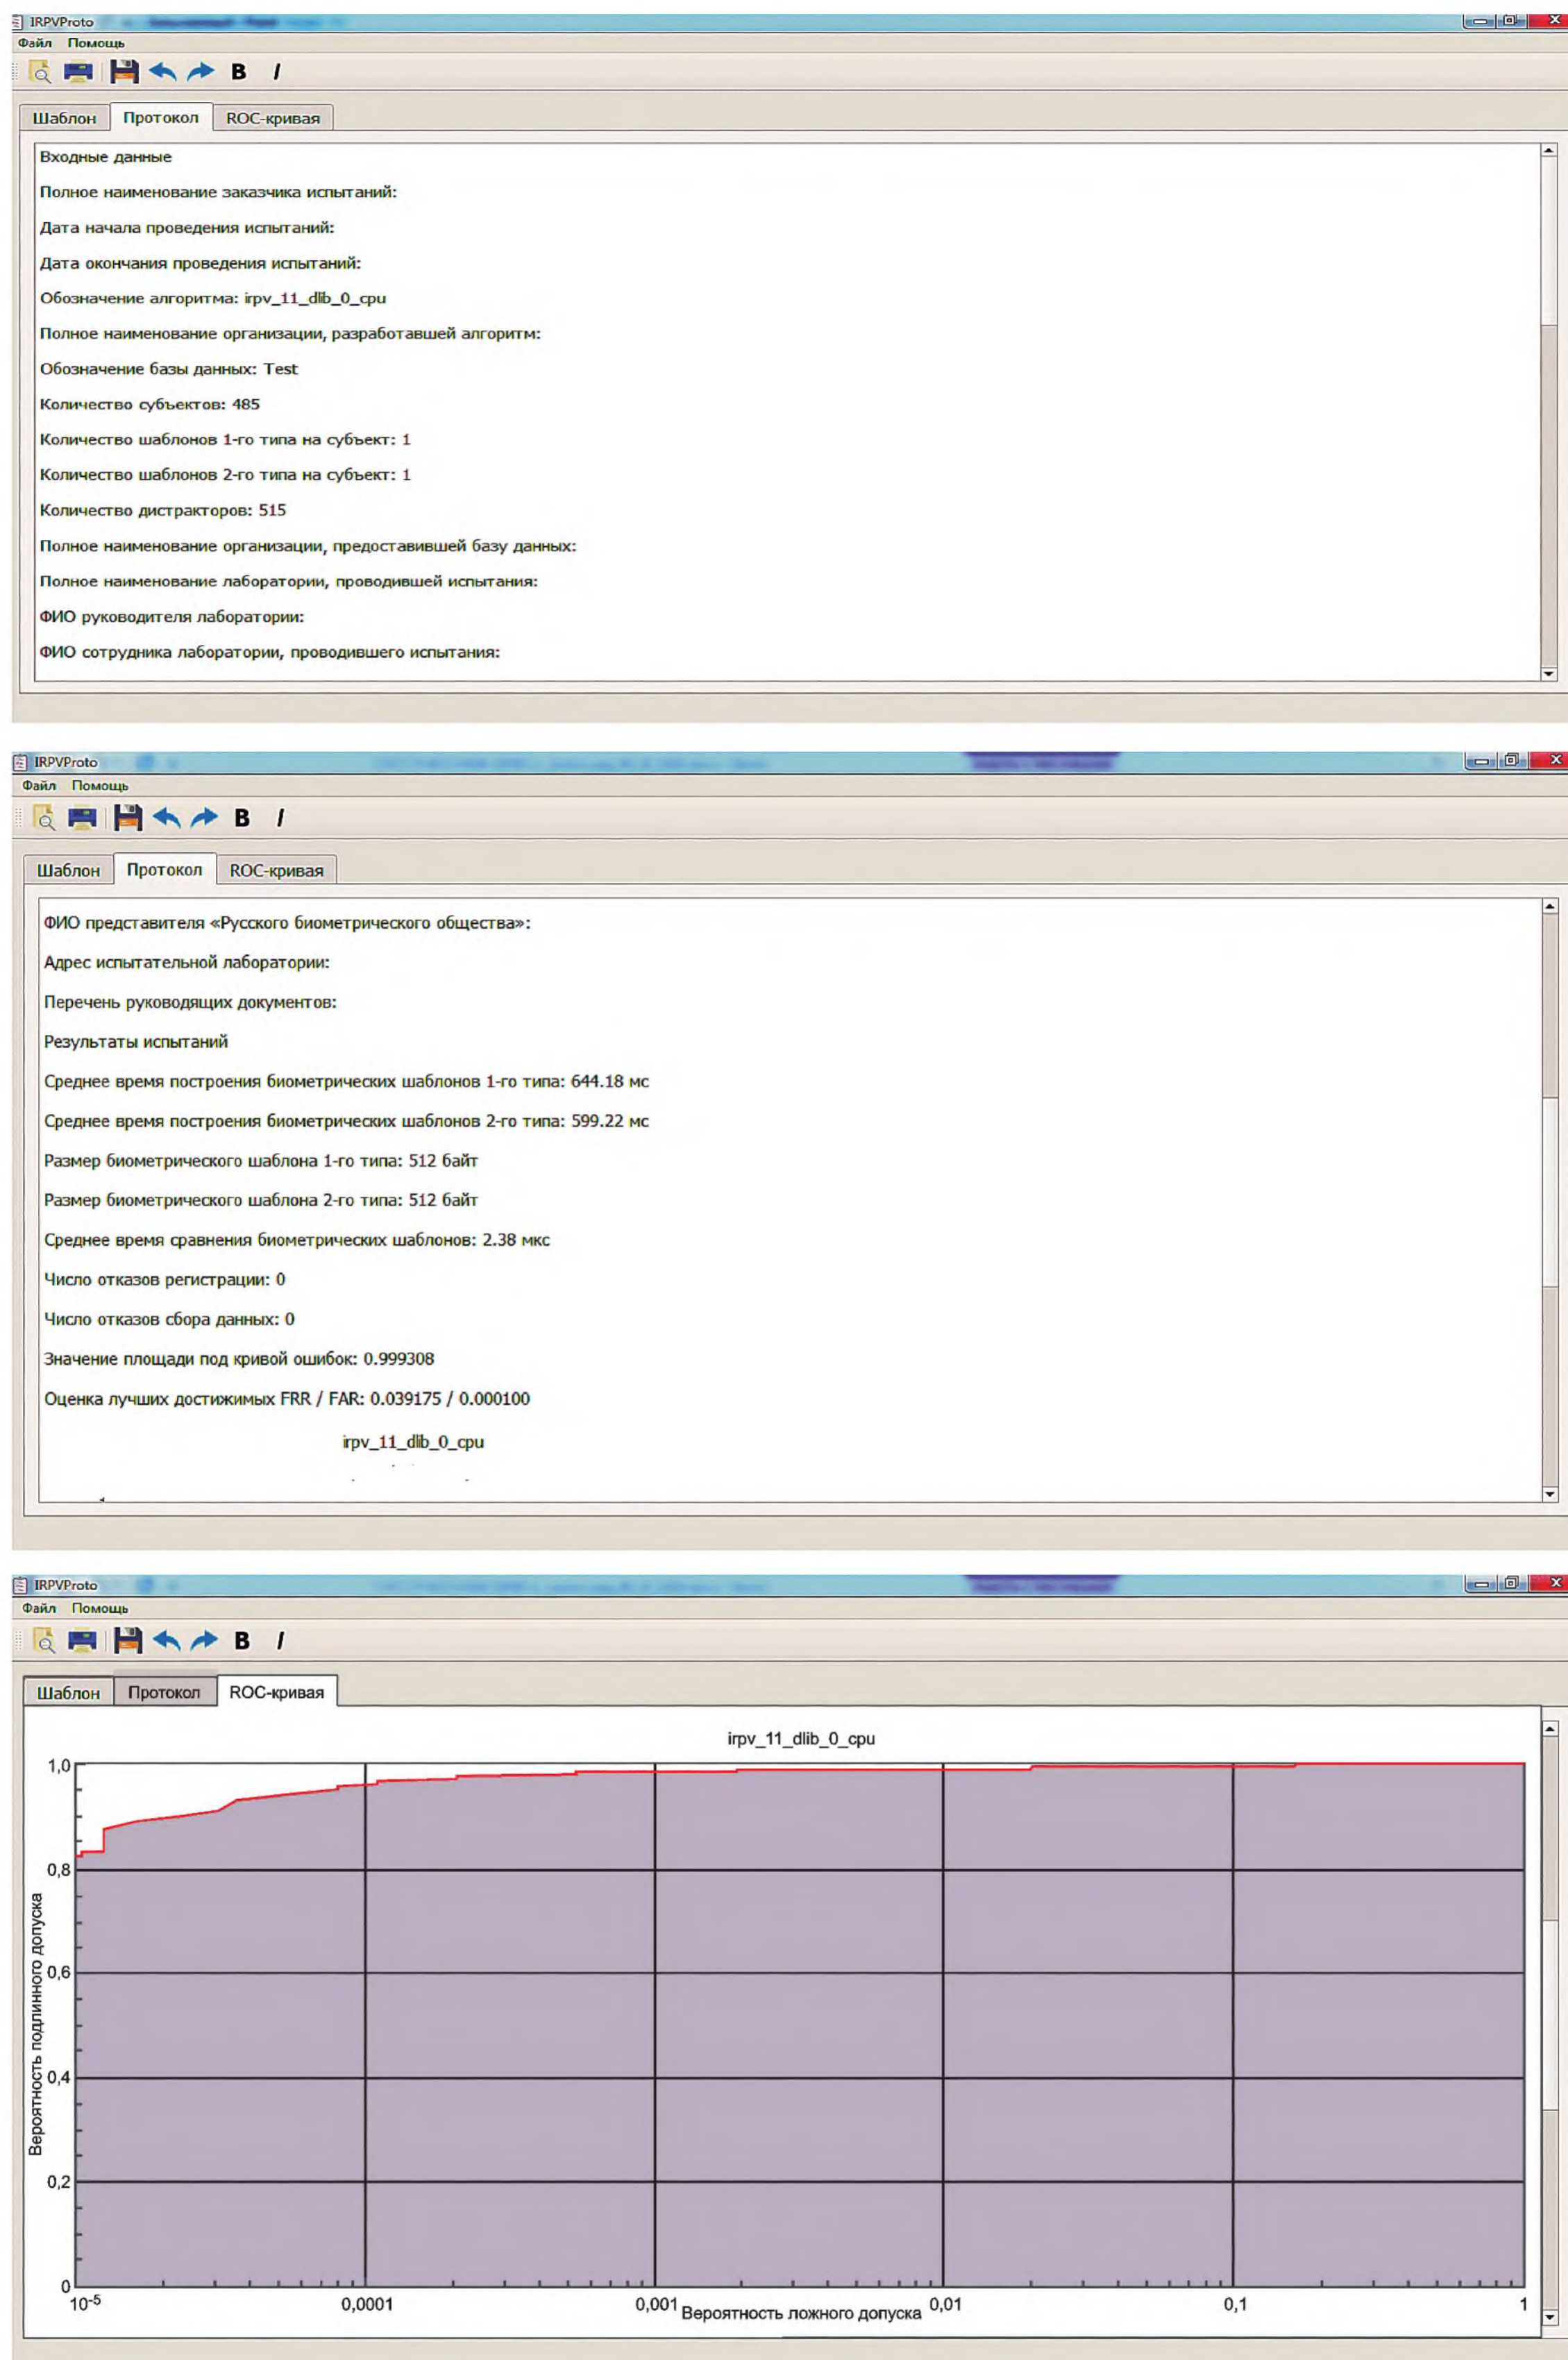 IRPVProto
Файл Помощь
B I
Шаблон Протокол ROC-кривая
Входные данные
Полное наименование заказчика испытаний:
Дата начала проведения испытаний:
Дата окончания проведения испытаний:
Обозначение алгоритма: irpv_11_dlib_0_cpu
Полное наименование организации, разработавшей алгоритм:
Обозначение базы данных: Test
Количество субъектов: 485
Количество шаблонов 1-го типа на субъект: 1
Количество шаблонов 2-го типа на субъект: 1
Количество дистракторов: 515
Полное наименование организации, предоставившей базу данных:
Полное наименование лаборатории, проводившей испытания:
ФИО руководителя лаборатории:
ФИО сотрудника лаборатории, проводившего испытания:
IRPVProto
Файл Помощь
B I
Шаблон Протокол ROC-кривая
ФИО представителя «Русского биометрического общества»:
Адрес испытательной лаборатории:
Перечень руководящих документов:
Результаты испытаний
Среднее время построения биометрических шаблонов 1-го типа: 644.18 мс
Среднее время построения биометрических шаблонов 2-го типа: 599.22 мс
Размер биометрического шаблона 1-го типа: 512 байт
Размер биометрического шаблона 2-го типа: 512 байт
Среднее время сравнения биометрических шаблонов: 2.38 мкс
Число отказов регистрации: 0
Число отказов сбора данных: 0
Значение площади под кривой ошибок: 0.999308
Оценка лучших достижимых FRR / FAR: 0.039175 / 0.000100
irpv_11_dlib_0_cpu
IRPVProto
Файл Помощь
B I
Шаблон Протокол ROC-кривая
irpv_11_dlib_0_cpu
Вероятность подлинного допуска
1,0
0,8
0,6
0,4
0,2
0
10⁻⁵ 0,0001 0,001 0,01 0,1 1
Вероятность ложного допуска